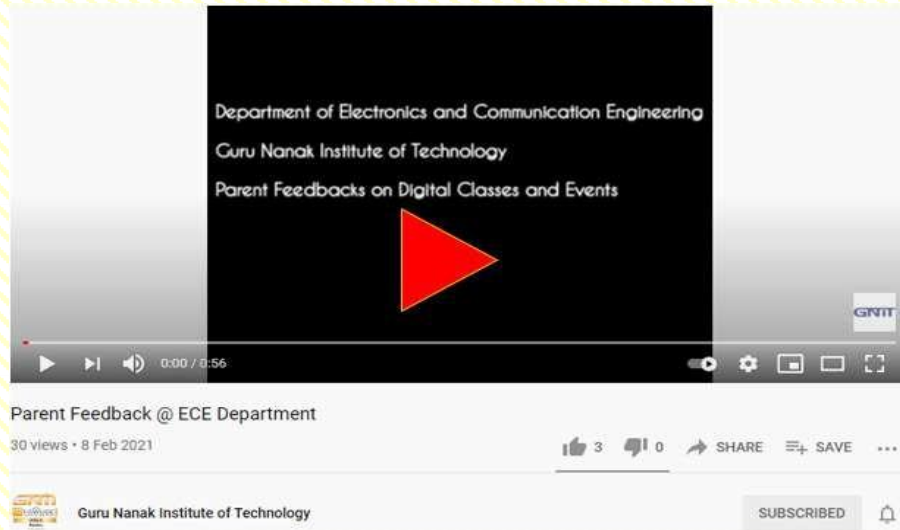 Department of Electronics and Communication Engineering
Guru Nanak Institute of Technology
Parent Feedbacks on Digital Classes and Events
GNIT
0:00 / 0:56
Parent Feedback @ ECE Department
30 views • 8 Feb 2021
3 0 SHARE SAVE
Guru Nanak Institute of Technology
SUBSCRIBED